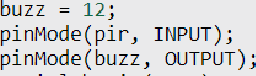 buzz = 12;
pinMode(pir, INPUT);
pinMode(buzz, OUTPUT);